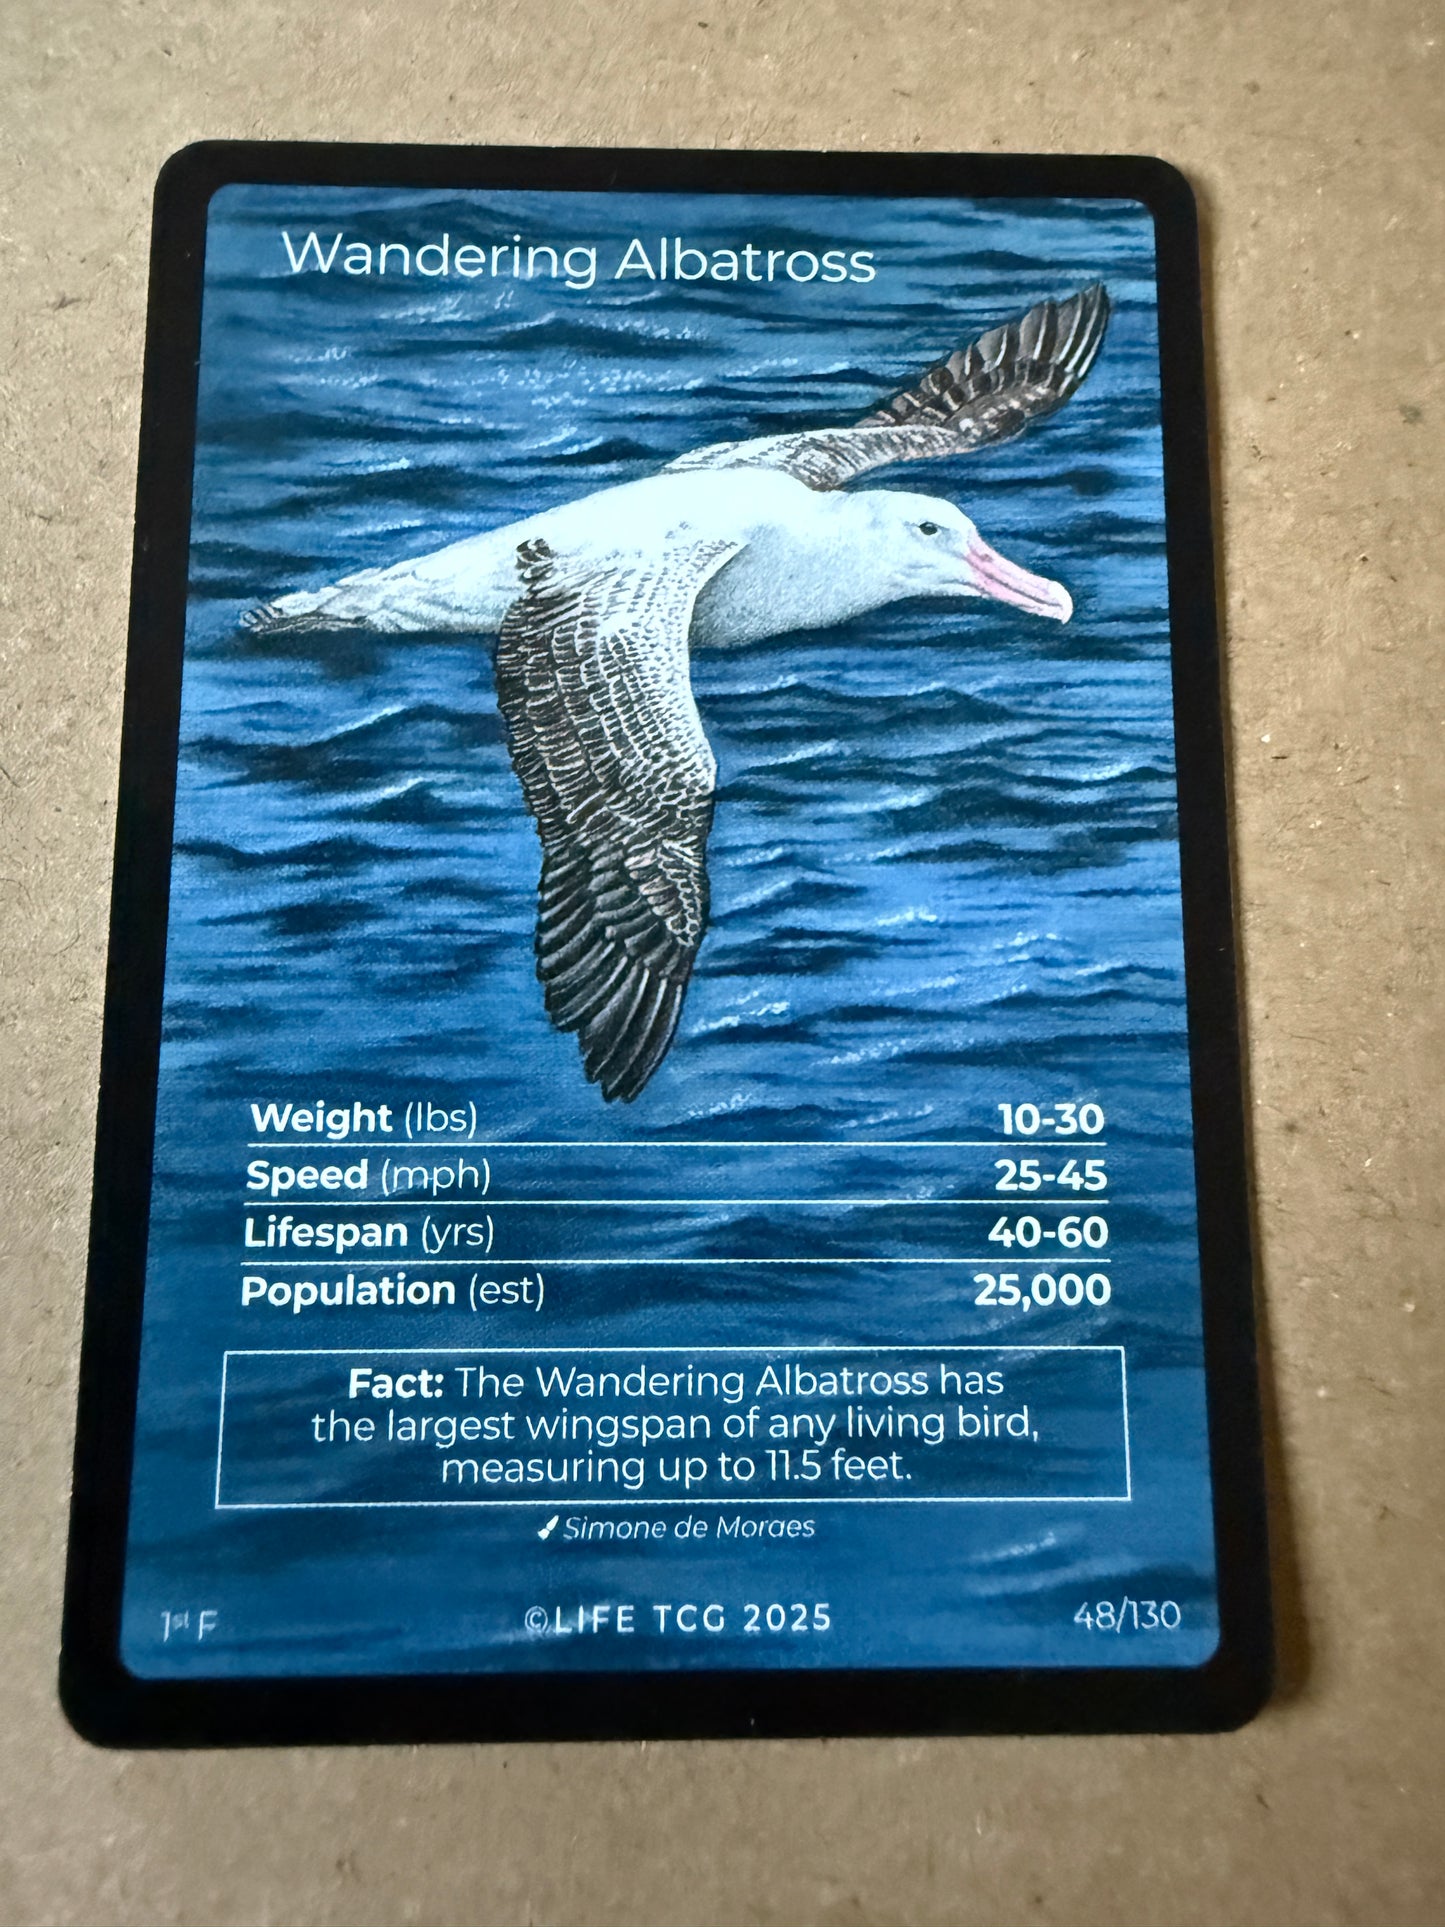 Wandering Albatross
Weight (lbs) 10-30
Speed (mph) 25-45
Lifespan (yrs) 40-60
Population (est) 25,000
Fact: The Wandering Albatross has
the largest wingspan of any living bird,
measuring up to 11.5 feet.
Simone de Moraes
1st F ©LIFE TCG 2025 48/130